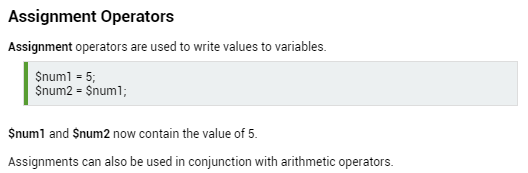 Assignment Operators
Assignment operators are used to write values to variables.
$num1 = 5;
$num2 = $num1;
$num1 and $num2 now contain the value of 5.
Assignments can also be used in conjunction with arithmetic operators.